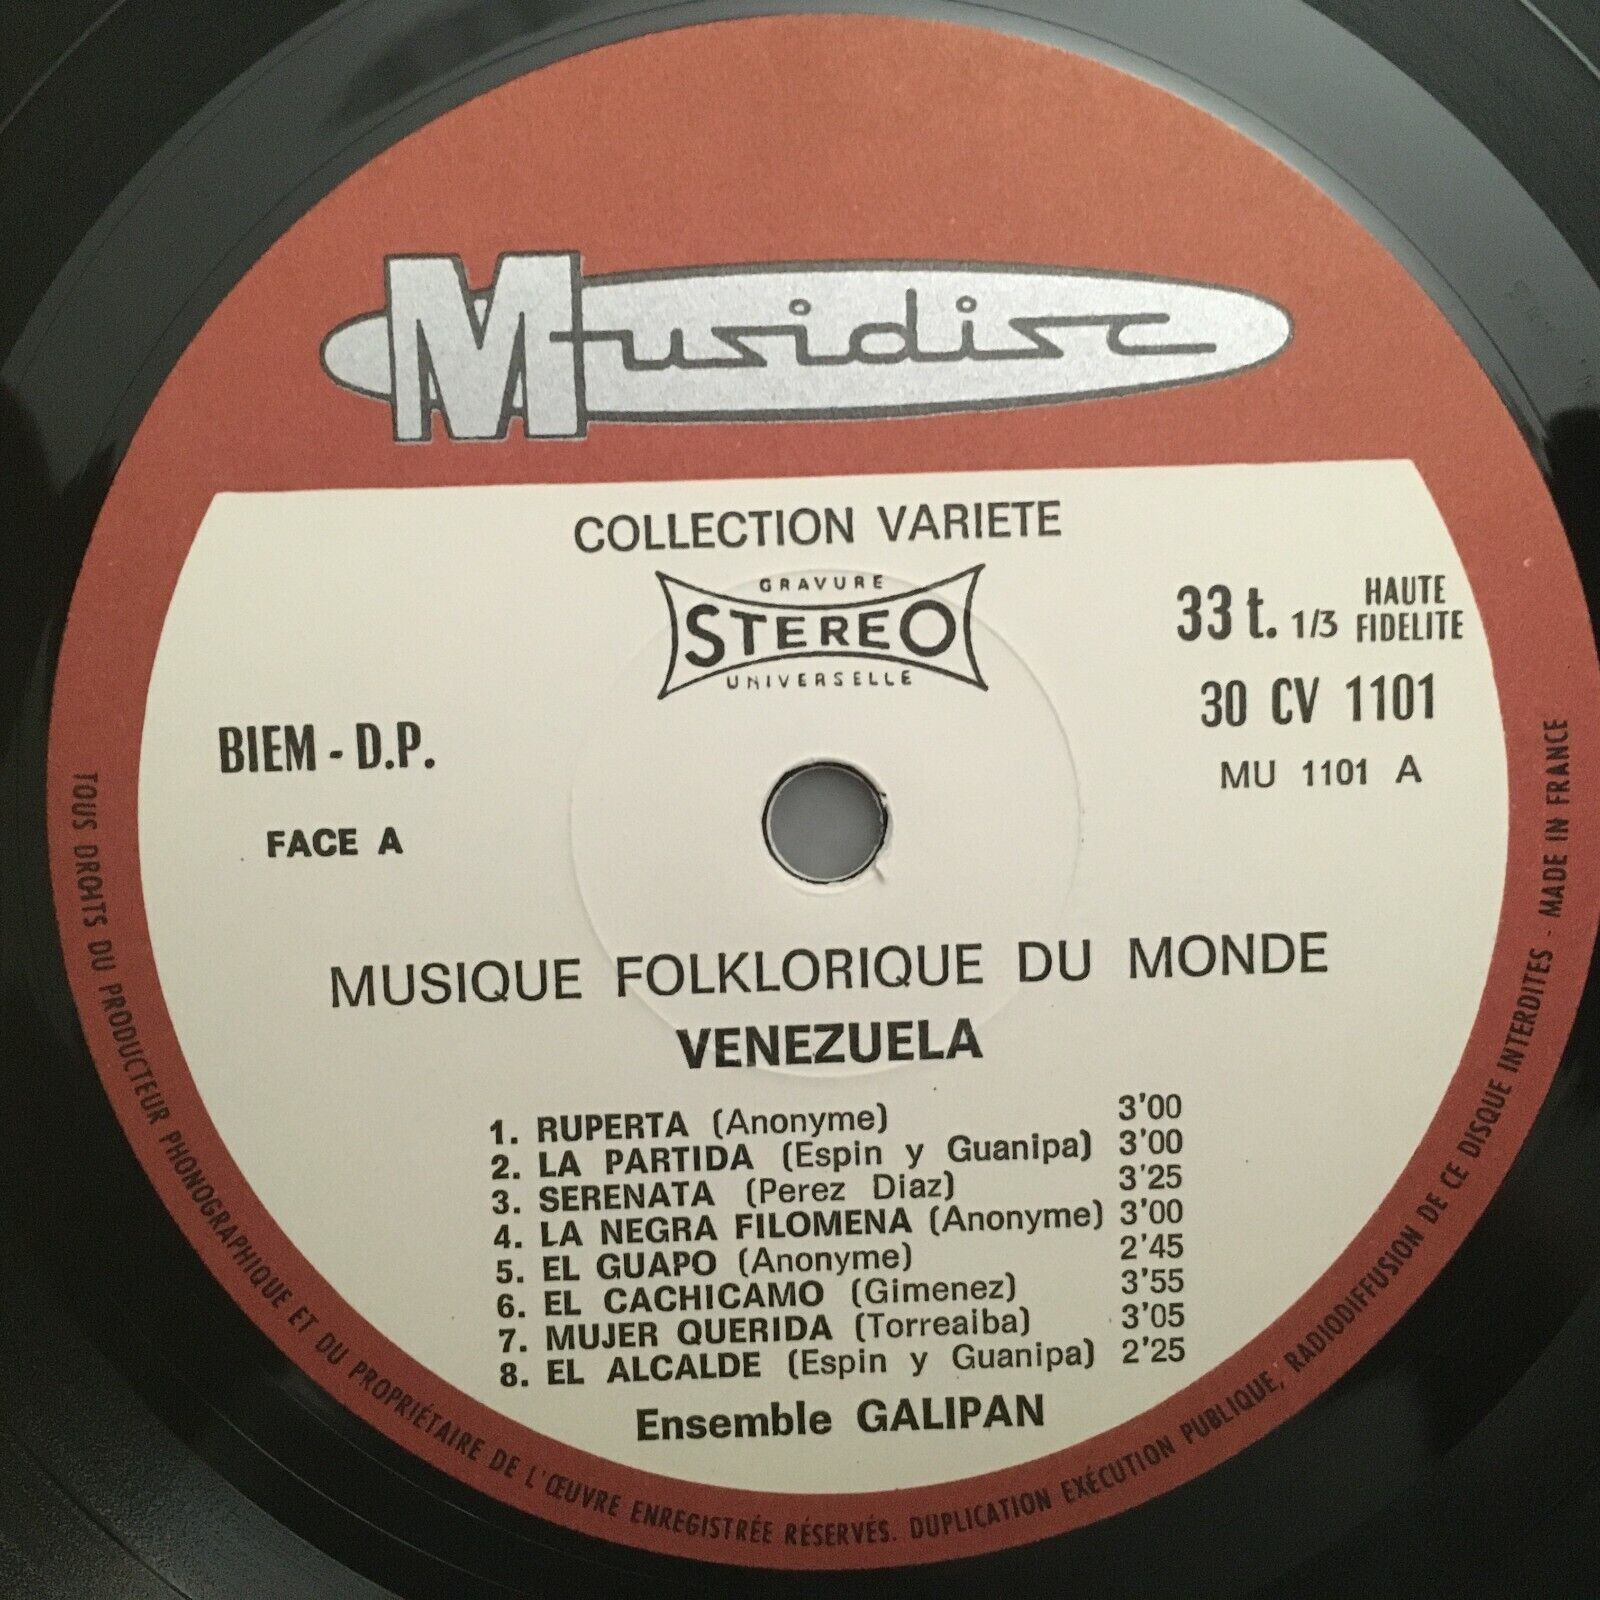 Musidisc
COLLECTION VARIETE
GRAVURE
STEREO
UNIVERSELLE
33 t. 1/3 HAUTE FIDELITE
30 CV 1101
MU 1101 A
BIEM - D.P.
FACE A
MUSIQUE FOLKLORIQUE DU MONDE
VENEZUELA
1. RUPERTA (Anonyme) 3'00
2. LA PARTIDA (Espin y Guanipa) 3'00
3. SERENATA (Perez Diaz) 3'25
4. LA NEGRA FILOMENA (Anonyme) 3'00
5. EL GUAPO (Anonyme) 2'45
6. EL CACHICAMO (Gimenez) 3'55
7. MUJER QUERIDA (Torreaiba) 3'05
8. EL ALCALDE (Espin y Guanipa) 2'25
Ensemble GALIPAN
TOUS DROITS DU PRODUCTEUR PHONOGRAPHIQUE ET DU PROPRIÉTAIRE DE L'ŒUVRE ENREGISTRÉE RÉSERVÉS. DUPLICATION EXÉCUTION PUBLIQUE, RADIODIFFUSION DE CE DISQUE INTERDITES - MADE IN FRANCE